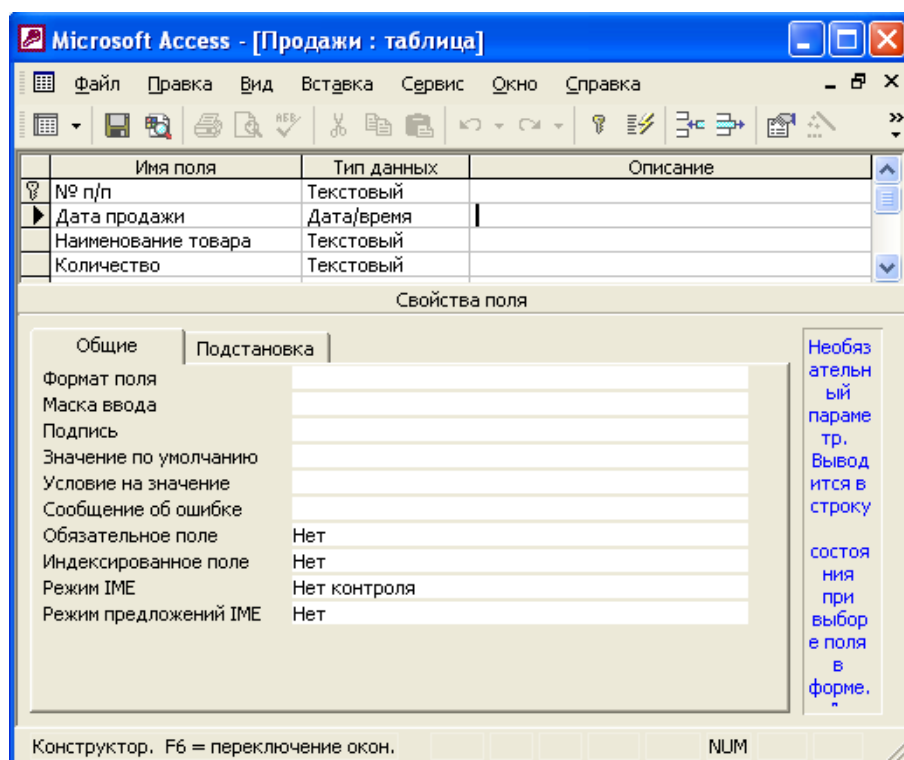 Microsoft Access - [Продажи : таблица]
Файл Правка Вид Вставка Сервис Окно Справка
Имя поля Тип данных Описание
№ п/п Текстовый
Дата продажи Дата/время
Наименование товара Текстовый
Количество Текстовый
Свойства поля
Общие Подстановка
Формат поля
Маска ввода
Подпись
Значение по умолчанию
Условие на значение
Сообщение об ошибке
Обязательное поле Нет
Индексированное поле Нет
Режим IME Нет контроля
Режим предложений IME Нет
Необяз
ательн
ый
параме
тр.
Вывод
ится в
строку
состоя
ния
при
выбор
е поля
в
форме.
Конструктор. F6 = переключение окон. NUM